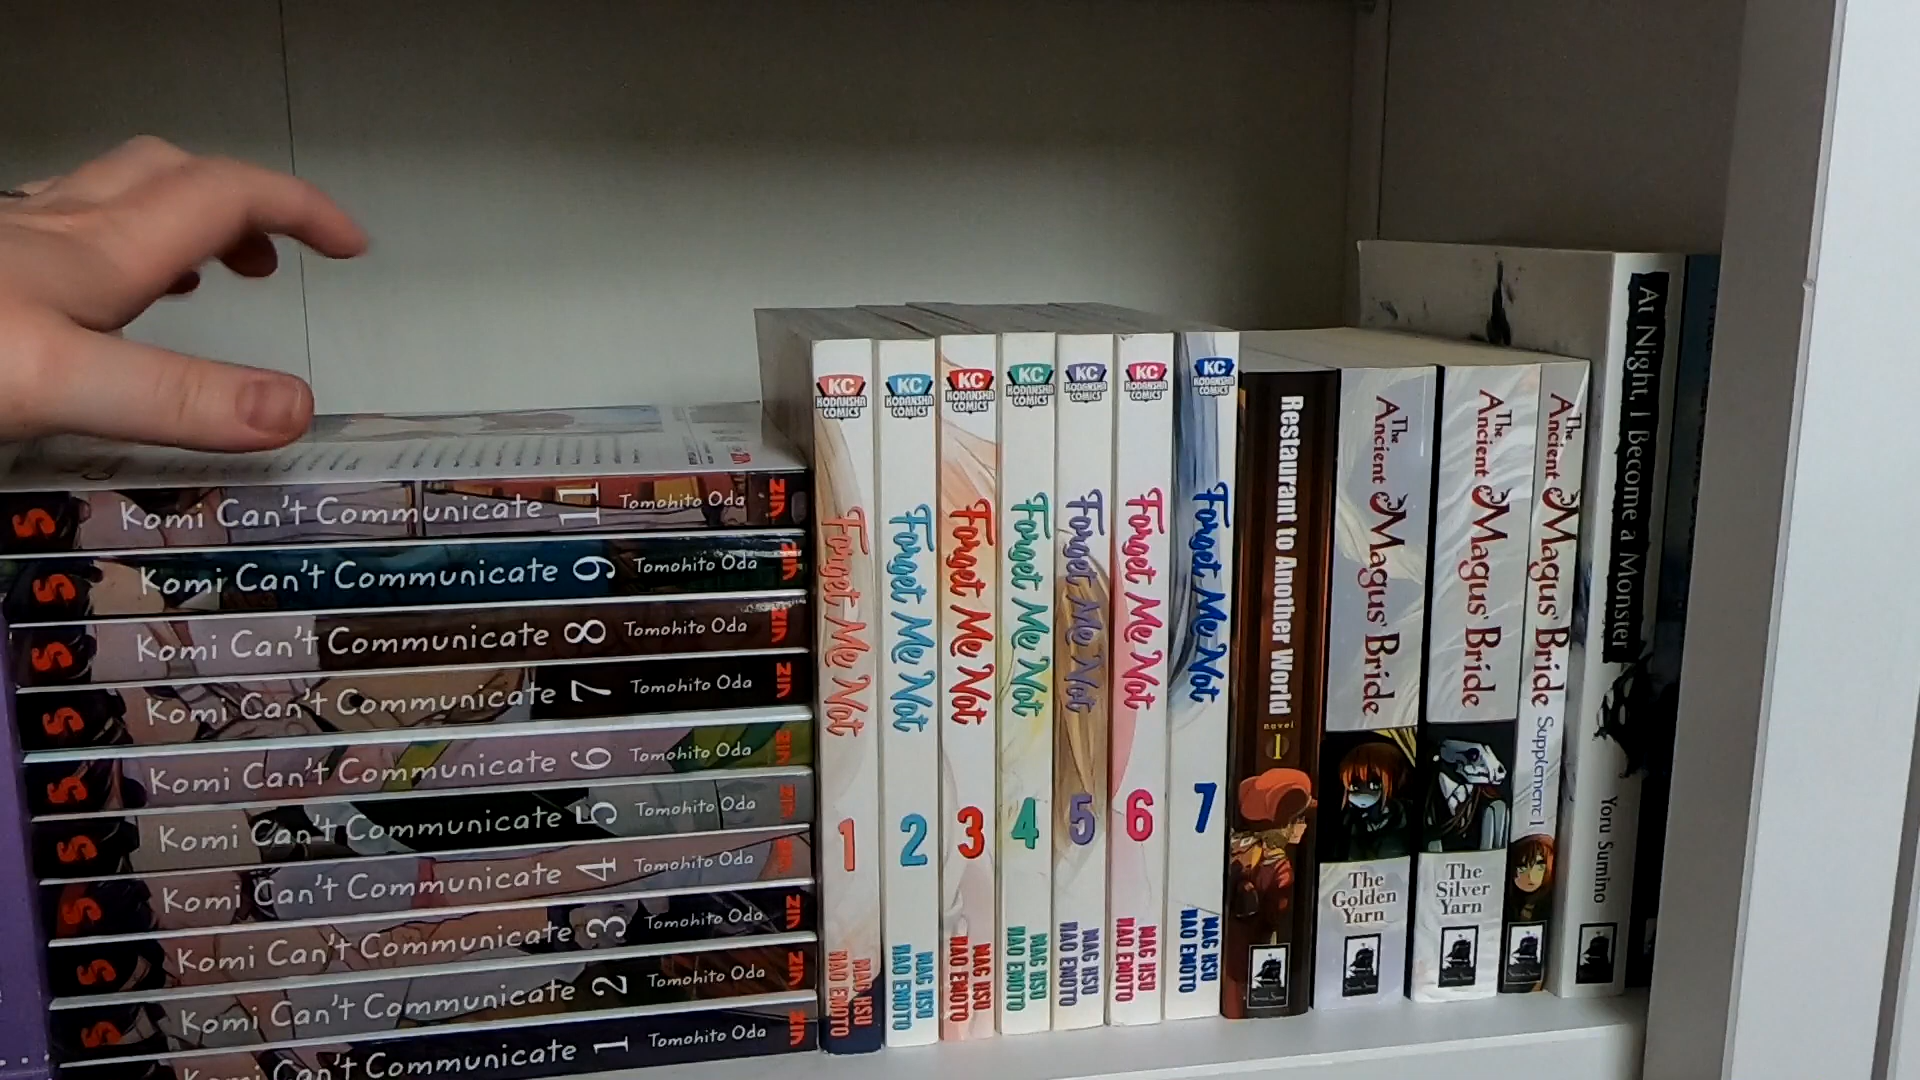 Komi Can't Communicate 11 Tomohito Oda VIZ
Komi Can't Communicate 9 Tomohito Oda VIZ
Komi Can't Communicate 8 Tomohito Oda VIZ
Komi Can't Communicate 7 Tomohito Oda VIZ
Komi Can't Communicate 6 Tomohito Oda VIZ
Komi Can't Communicate 5 Tomohito Oda VIZ
Komi Can't Communicate 4 Tomohito Oda VIZ
Komi Can't Communicate 3 Tomohito Oda VIZ
Komi Can't Communicate 2 Tomohito Oda VIZ
Komi Can't Communicate 1 Tomohito Oda VIZ
KC KODANSHA COMICS Forget Me Not 1 MAG HSU NAO EMOTO
KC KODANSHA COMICS Forget Me Not 2 MAG HSU NAO EMOTO
KC KODANSHA COMICS Forget Me Not 3 MAG HSU NAO EMOTO
KC KODANSHA COMICS Forget Me Not 4 MAG HSU NAO EMOTO
KC KODANSHA COMICS Forget Me Not 5 MAG HSU NAO EMOTO
KC KODANSHA COMICS Forget Me Not 6 MAG HSU NAO EMOTO
KC KODANSHA COMICS Forget Me Not 7 MAG HSU NAO EMOTO
Restaurant to Another World novel 1
The Ancient Magus' Bride The Golden Yarn
The Ancient Magus' Bride The Silver Yarn
The Ancient Magus' Bride Supplement I
At Night, I Become a Monster Yoru Sumino